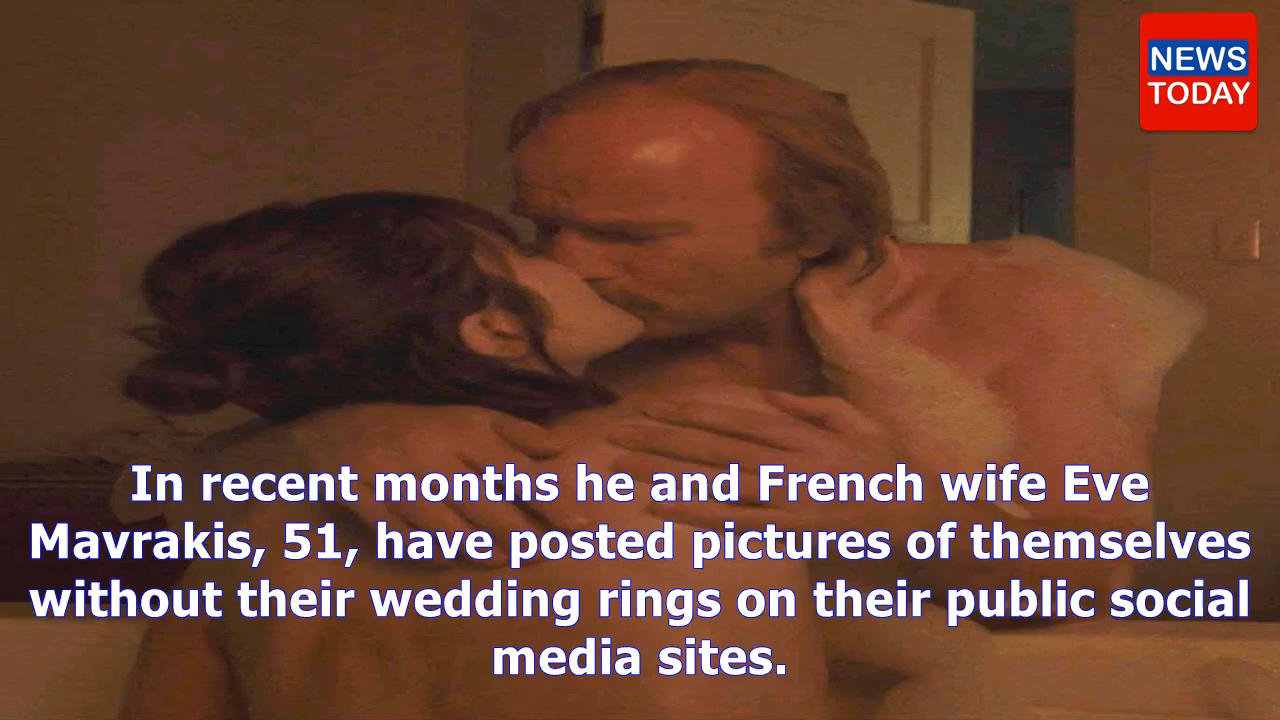 NEWS
TODAY
In recent months he and French wife Eve
Mavrakis, 51, have posted pictures of themselves
without their wedding rings on their public social
media sites.